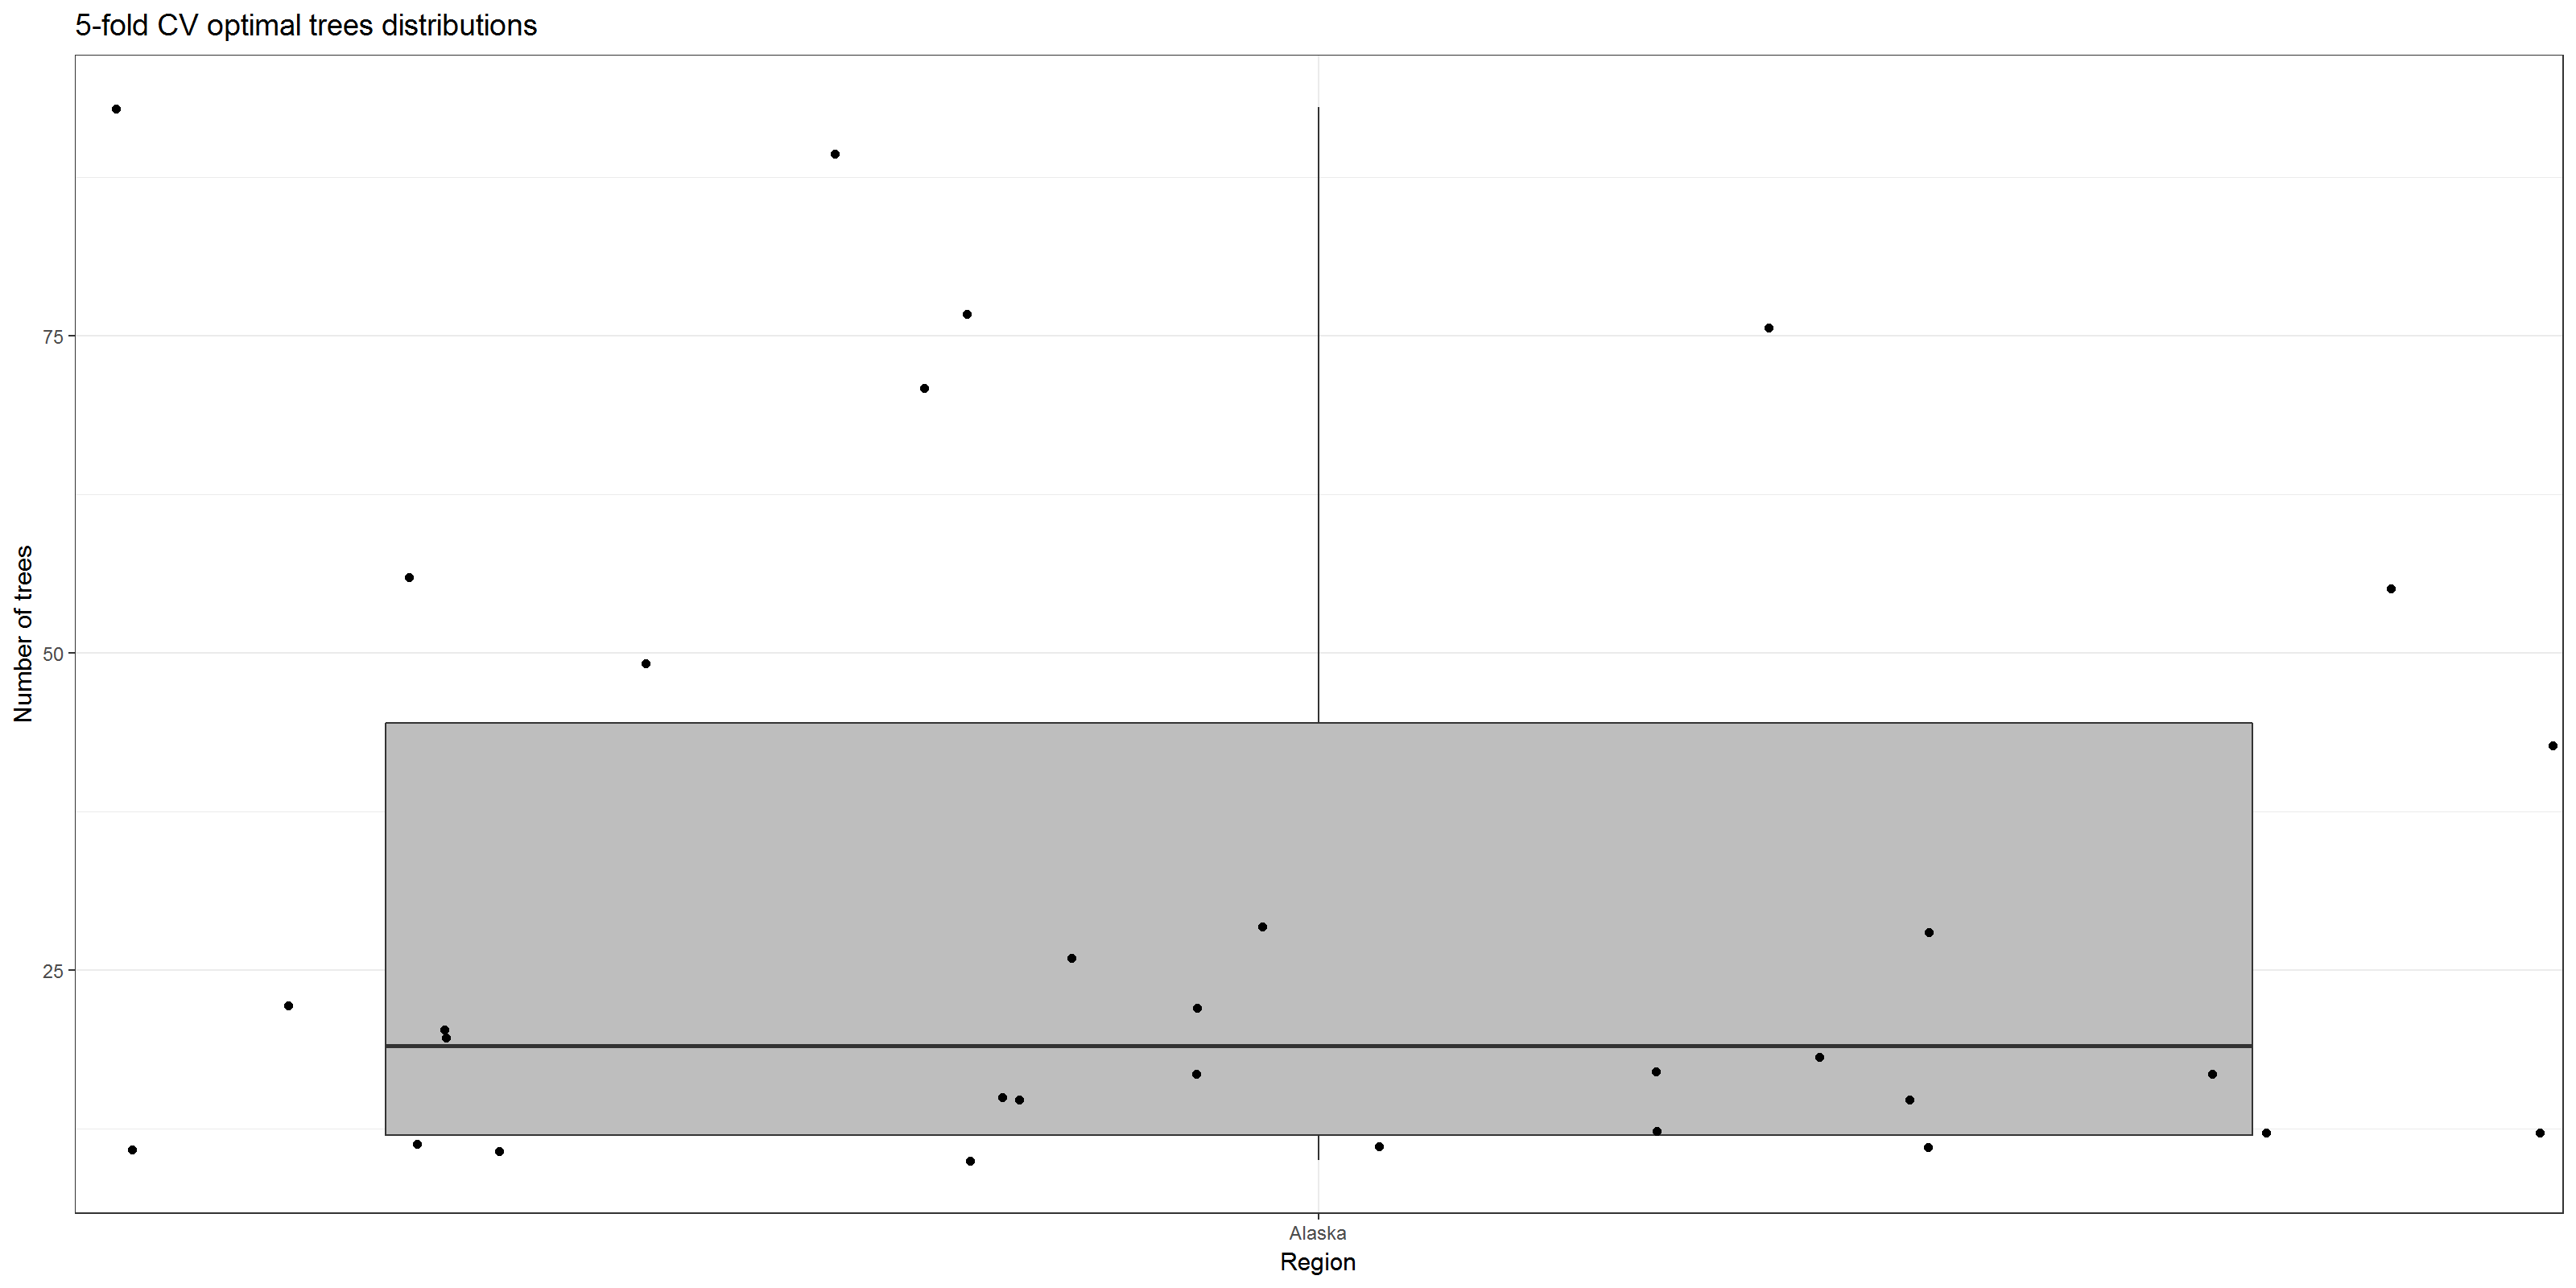 5-fold CV optimal trees distributions
Number of trees
75
50
25
Alaska
Region